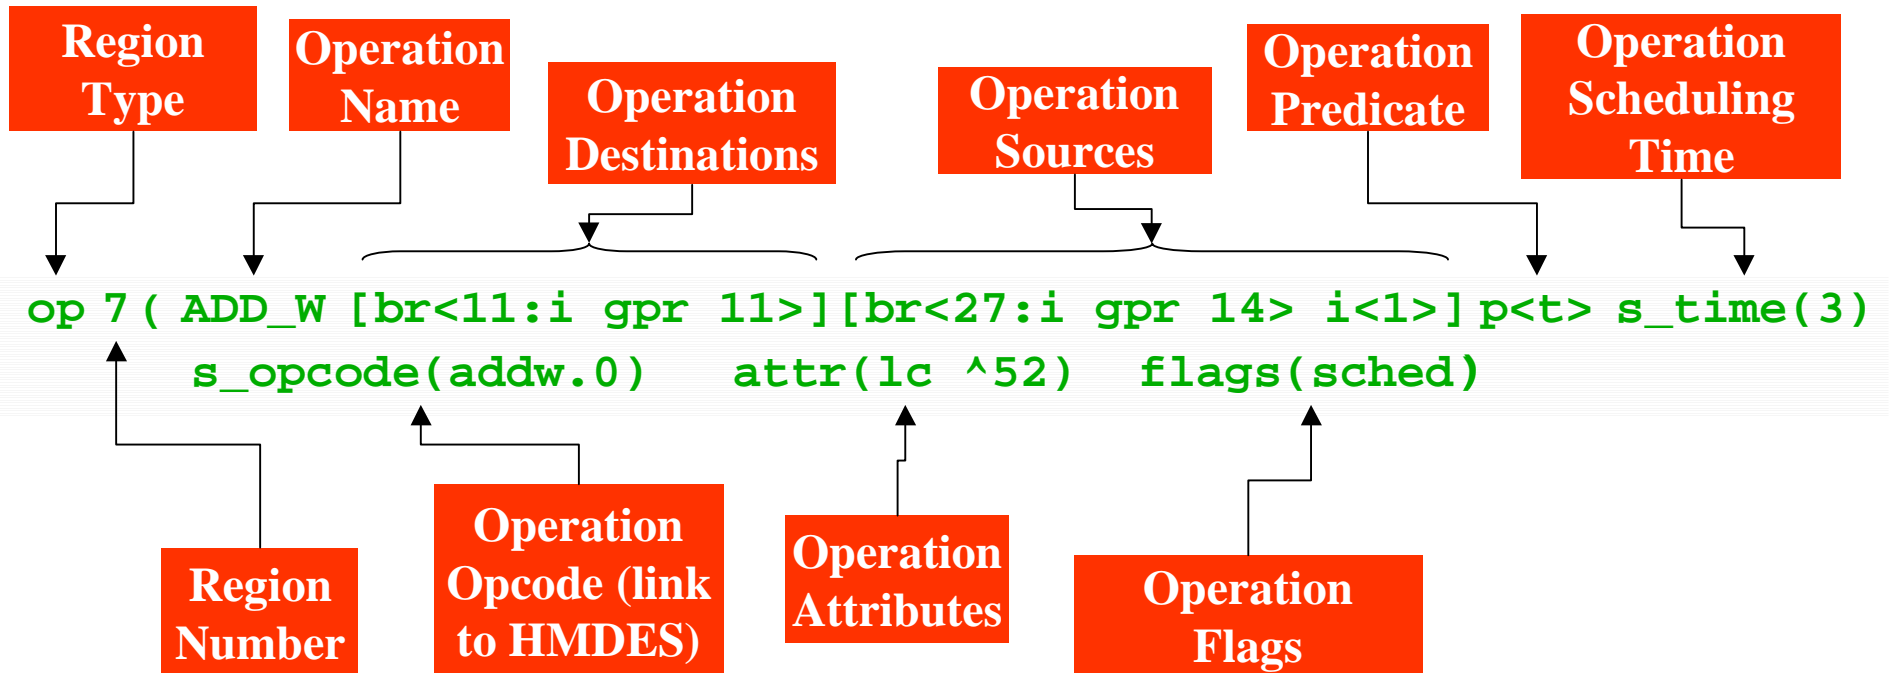 Region
Type
Operation
Name
Operation
Destinations
Operation
Sources
Operation
Predicate
Operation
Scheduling
Time
op 7 ( ADD_W [br<11:i gpr 11>][br<27:i gpr 14> i<1>] p<t> s_time(3)
s_opcode(addw.0) attr(lc ^52) flags(sched)
Region
Number
Operation
Opcode (link
to HMDES)
Operation
Attributes
Operation
Flags